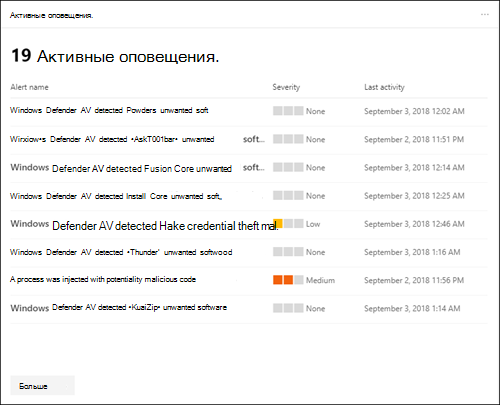 Активные оповещения.
19 Активные оповещения.
Alert name Severity Last activity
Windows Defender AV detected Powders unwanted soft None September 3, 2018 12:02 AM
Wirxiow•s Defender AV detected •AskT001bar• unwanted soft... None September 2, 2018 11:51 PM
Windows Defender AV detected Fusion Core unwanted soft... None September 3, 2018 12:14 AM
Windows Defender AV detected Install Core unwanted soft„ None September 3, 2018 12:25 AM
Windows Defender AV detected Hake credential theft mal. Low September 3, 2018 12:46 AM
Windows Defender AV detected •Thunder' unwanted softwood None September 3, 2018 1:16 AM
A process was injected with potentiality malicious code Medium September 2, 2018 11:56 PM
Windows Defender AV detected •KuaiZip• unwanted software None September 3, 2018 1:14 AM
Больше